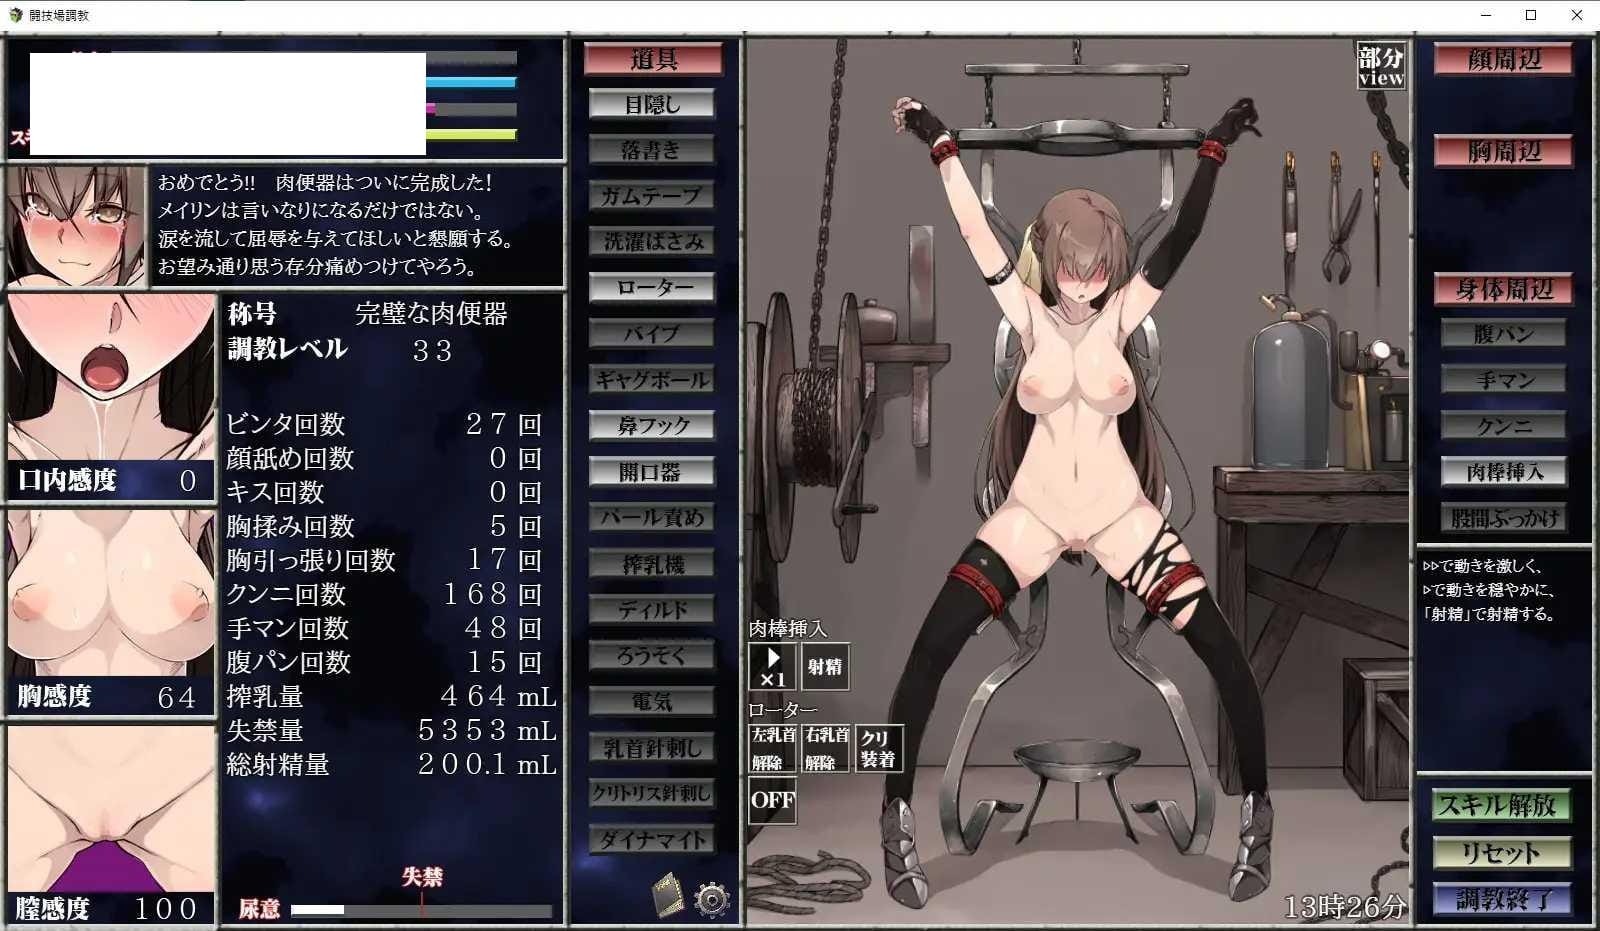 闘技場調教
おめでとう!! 肉便器はついに完成した!
メイリンは言いなりになるだけではない。
涙を流して屈辱を与えてほしいと懇願する。
お望み通り思う存分痛めつけてやろう。
口内感度 0
胸感度 64
膣感度 100
称号 完璧な肉便器
調教レベル 33
ビンタ回数 27 回
顔舐め回数 0 回
キス回数 0 回
胸揉み回数 5 回
胸引っ張り回数 17 回
クンニ回数 168 回
手マン回数 48 回
腹パン回数 15 回
搾乳量 464 mL
失禁量 5353 mL
総射精量 200.1 mL
失禁
尿意
道具
目隠し
落書き
ガムテープ
洗濯ばさみ
ローター
バイブ
ギャグボール
鼻フック
開口器
パール責め
搾乳機
ディルド
ろうそく
電気
乳首針刺し
クリトリス針刺し
ダイナマイト
部分
view
肉棒挿入
×1
射精
ローター
左乳首
解除
右乳首
解除
クリ
装着
OFF
13時26分
顔周辺
胸周辺
身体周辺
腹パン
手マン
クンニ
肉棒挿入
股間ぶっかけ
▷▷で動きを激しく、
▷で動きを穏やかに、
「射精」で射精する。
スキル解放
リセット
調教終了